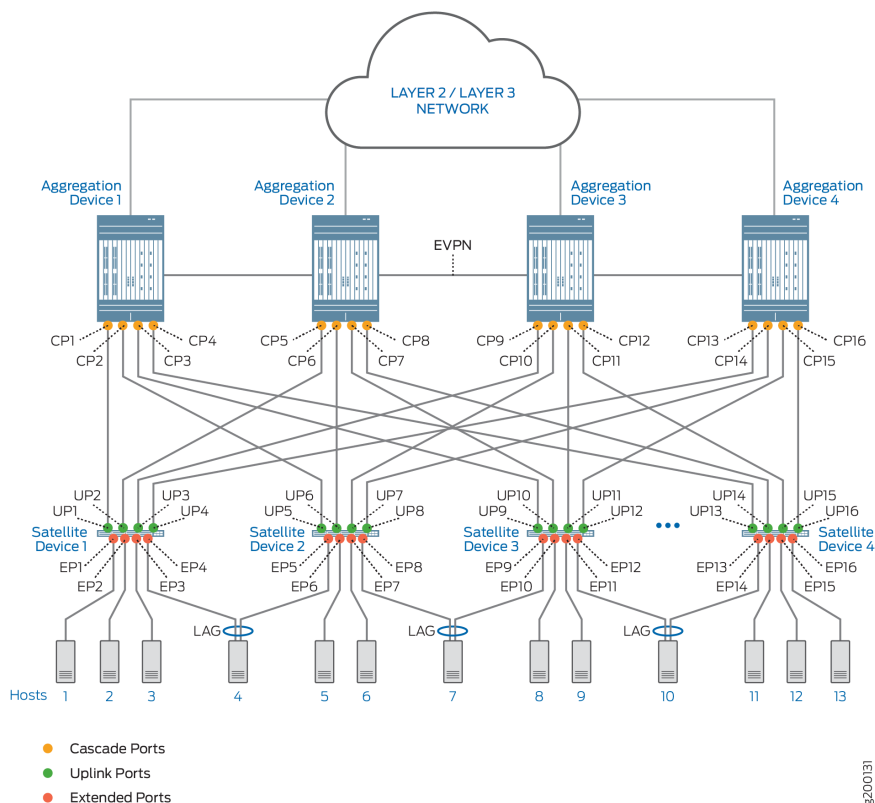 LAYER 2 / LAYER 3
NETWORK
Aggregation
Device 1
Aggregation
Device 2
Aggregation
Device 3
Aggregation
Device 4
EVPN
CP1
CP2
CP3
CP4
CP5
CP6
CP7
CP8
CP9
CP10
CP11
CP12
CP13
CP14
CP15
CP16
UP1
UP2
UP3
UP4
UP5
UP6
UP7
UP8
UP9
UP10
UP11
UP12
UP13
UP14
UP15
UP16
Satellite
Device 1
Satellite
Device 2
Satellite
Device 3
Satellite
Device 4
EP1
EP2
EP3
EP4
EP5
EP6
EP7
EP8
EP9
EP10
EP11
EP12
EP13
EP14
EP15
EP16
LAG
LAG
LAG
Hosts 1 2 3 4 5 6 7 8 9 10 11 12 13
Cascade Ports
Uplink Ports
Extended Ports
g200131